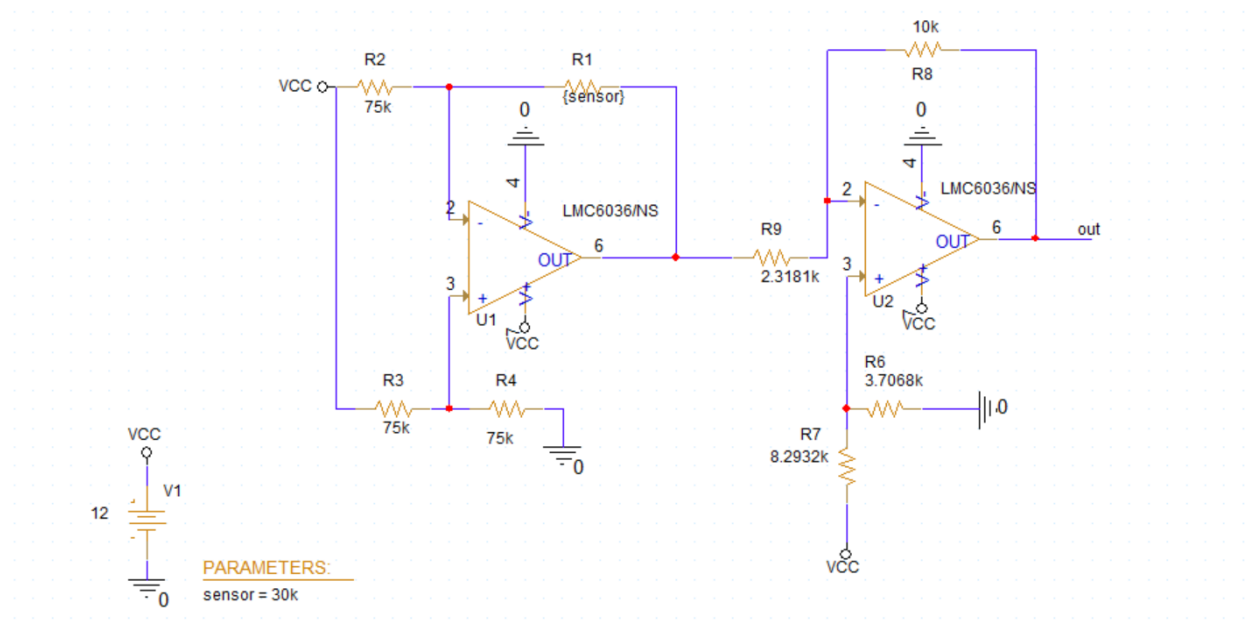 10k
R8
R2
R1
VCC
75k
{sensor}
0
0
4
4
2
-
LMC6036/NS
OUT
6
3
+
U1
VCC
R9
2.3181k
2
-
LMC6036/NS
OUT
6
out
3
+
U2
VCC
R6
3.7068k
0
R3
R4
75k
75k
0
R7
8.2932k
VCC
VCC
V1
12
0
PARAMETERS:
sensor = 30k